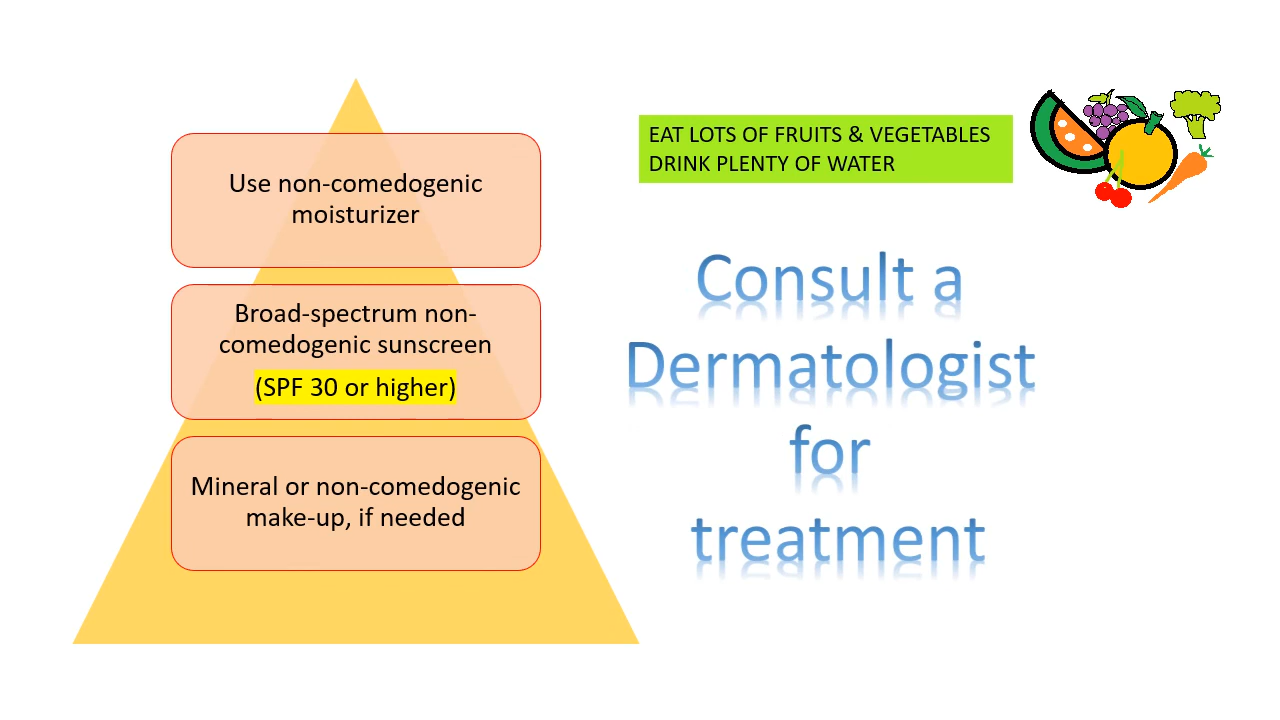 Use non-comedogenic
moisturizer
Broad-spectrum non-
comedogenic sunscreen
(SPF 30 or higher)
Mineral or non-comedogenic
make-up, if needed
EAT LOTS OF FRUITS & VEGETABLES
DRINK PLENTY OF WATER
Consult a
Dermatologist
for
treatment